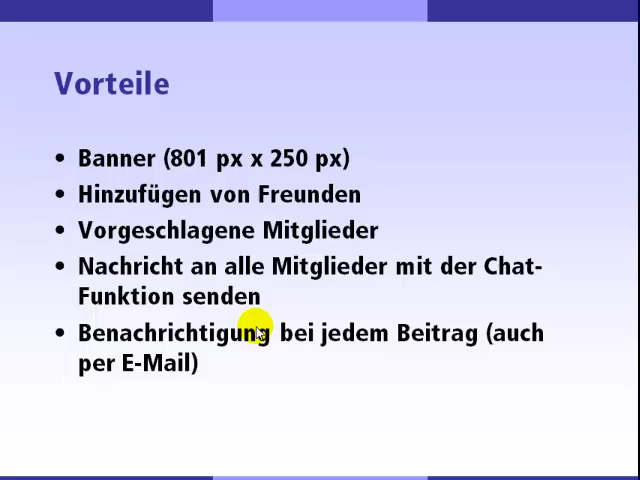 Vorteile
• Banner (801 px x 250 px)
• Hinzufügen von Freunden
• Vorgeschlagene Mitglieder
• Nachricht an alle Mitglieder mit der Chat-
Funktion senden
• Benachrichtigung bei jedem Beitrag (auch
per E-Mail)